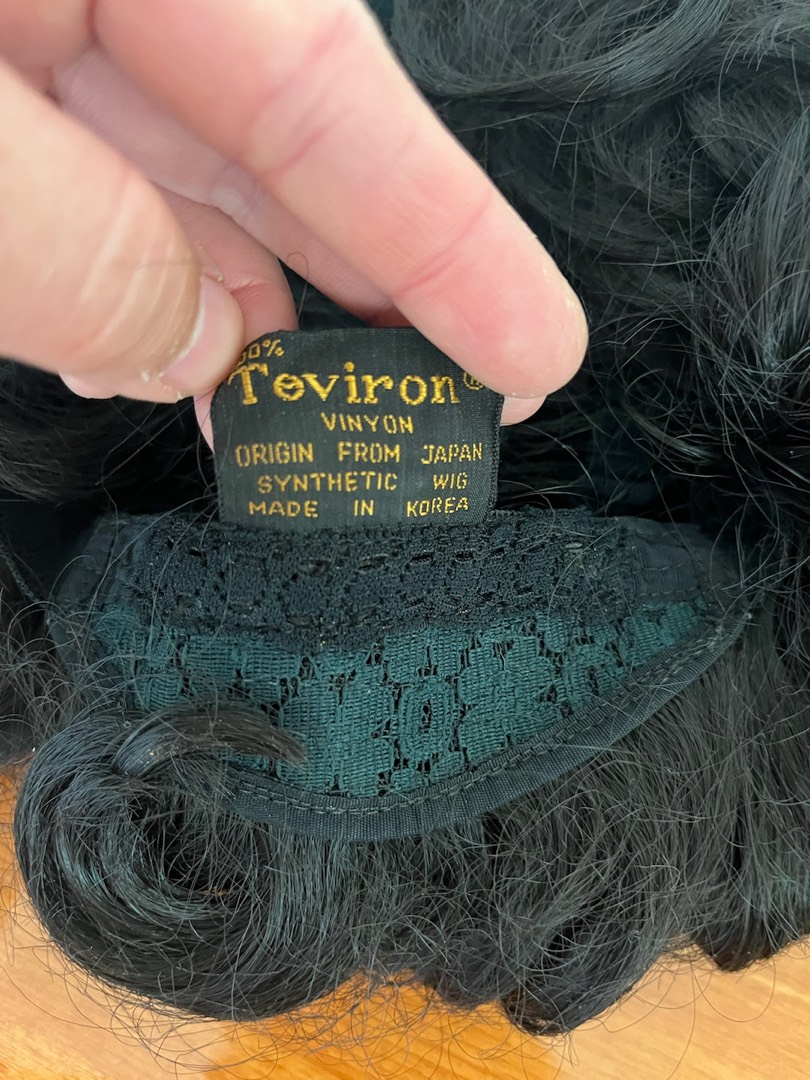 Teviron®
VINYON
ORIGIN FROM JAPAN
SYNTHETIC WIG
MADE IN KOREA